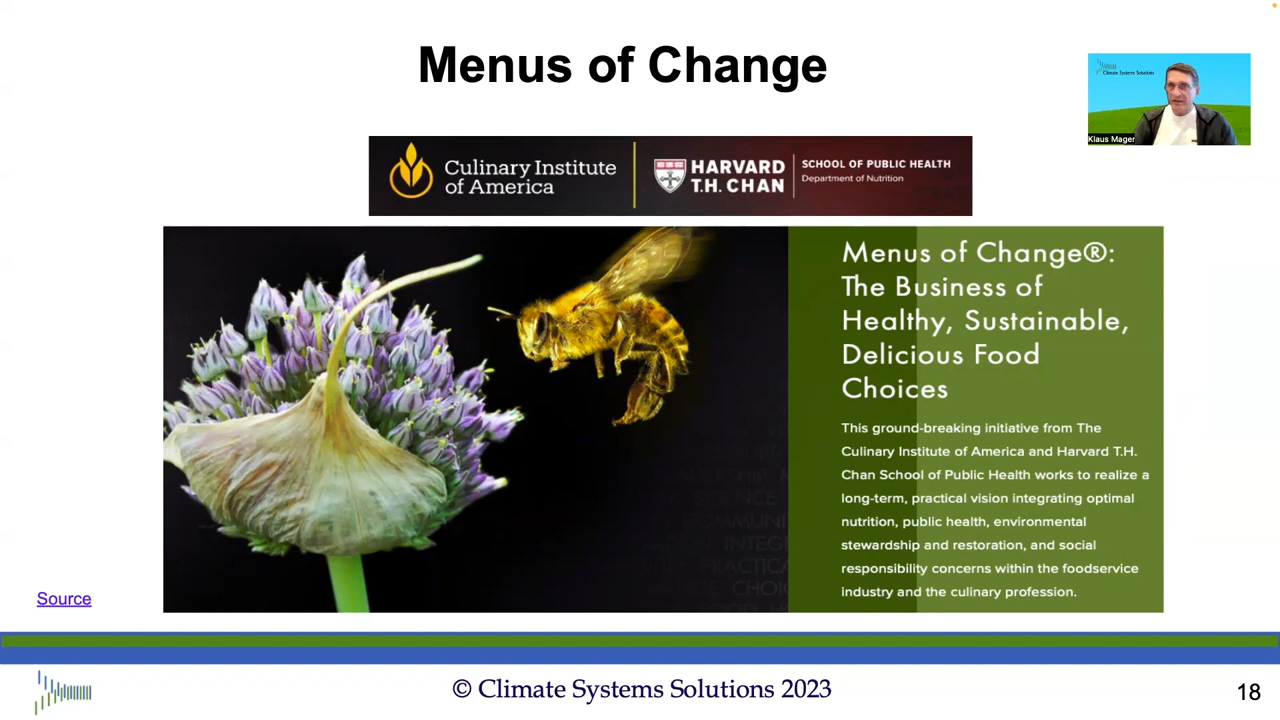 Menus of Change
Climate Systems Solutions
Klaus Mager
Culinary Institute
of America
HARVARD
T.H. CHAN
SCHOOL OF PUBLIC HEALTH
Department of Nutrition
Menus of Change®:
The Business of
Healthy, Sustainable,
Delicious Food
Choices
This ground-breaking initiative from The
Culinary Institute of America and Harvard T.H.
Chan School of Public Health works to realize a
long-term, practical vision integrating optimal
nutrition, public health, environmental
stewardship and restoration, and social
responsibility concerns within the foodservice
industry and the culinary profession.
Source
© Climate Systems Solutions 2023
18